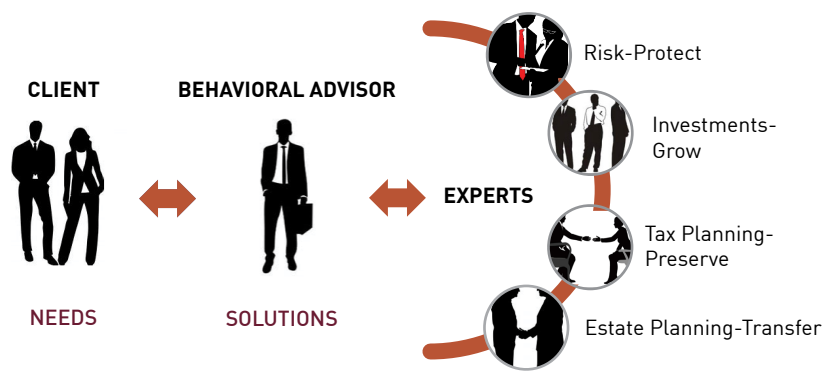 CLIENT
BEHAVIORAL ADVISOR
EXPERTS
NEEDS
SOLUTIONS
Risk-Protect
Investments-
Grow
Tax Planning-
Preserve
Estate Planning-Transfer